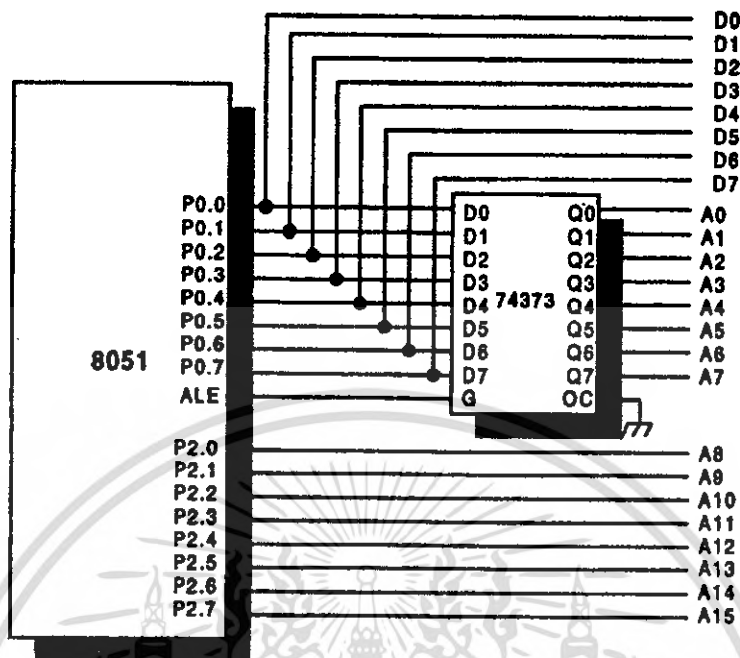 D0
D1
D2
D3
D4
D5
D6
D7
P0.0 D0 Q0 A0
P0.1 D1 Q1 A1
P0.2 D2 Q2 A2
P0.3 D3 Q3 A3
P0.4 D4 74373 Q4 A4
P0.5 D5 Q5 A5
8051 P0.6 D6 Q6 A6
P0.7 D7 Q7 A7
ALE G OC
P2.0 A8
P2.1 A9
P2.2 A10
P2.3 A11
P2.4 A12
P2.5 A13
P2.6 A14
P2.7 A15